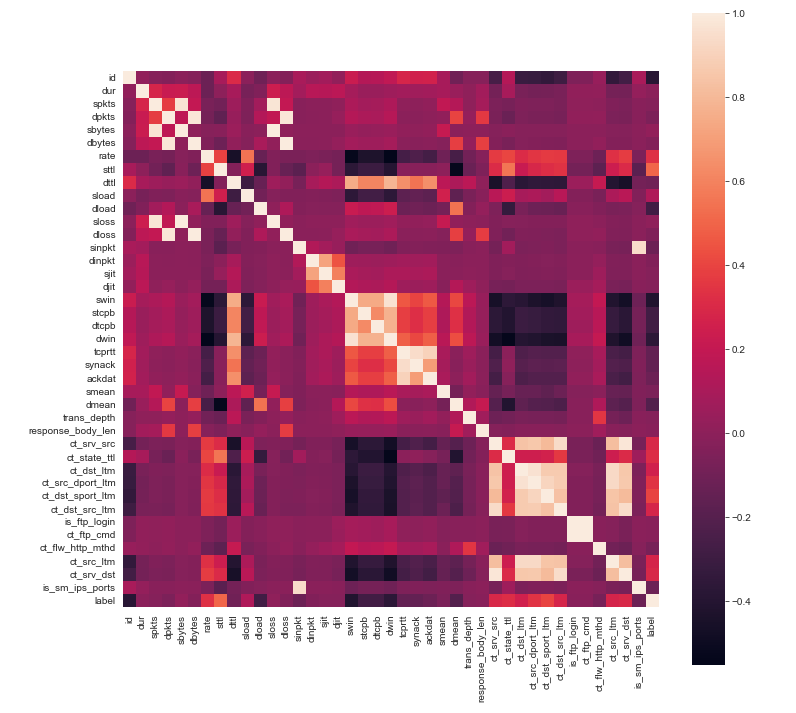 id
dur
spkts
dpkts
sbytes
dbytes
rate
sttl
dttl
sload
dload
sloss
dloss
sinpkt
dinpkt
sjit
djit
swin
stcpb
dtcpb
dwin
tcprtt
synack
ackdat
smean
dmean
trans_depth
response_body_len
ct_srv_src
ct_state_ttl
ct_dst_ltm
ct_src_dport_ltm
ct_dst_sport_ltm
ct_dst_src_ltm
is_ftp_login
ct_ftp_cmd
ct_flw_http_mthd
ct_src_ltm
ct_srv_dst
is_sm_ips_ports
label
id
dur
spkts
dpkts
sbytes
dbytes
rate
sttl
dttl
sload
dload
sloss
dloss
sinpkt
dinpkt
sjit
djit
swin
stcpb
dtcpb
dwin
tcprtt
synack
ackdat
smean
dmean
trans_depth
response_body_len
ct_srv_src
ct_state_ttl
ct_dst_ltm
ct_src_dport_ltm
ct_dst_sport_ltm
ct_dst_src_ltm
is_ftp_login
ct_ftp_cmd
ct_flw_http_mthd
ct_src_ltm
ct_srv_dst
is_sm_ips_ports
label
1.0
0.8
0.6
0.4
0.2
0.0
−0.2
−0.4